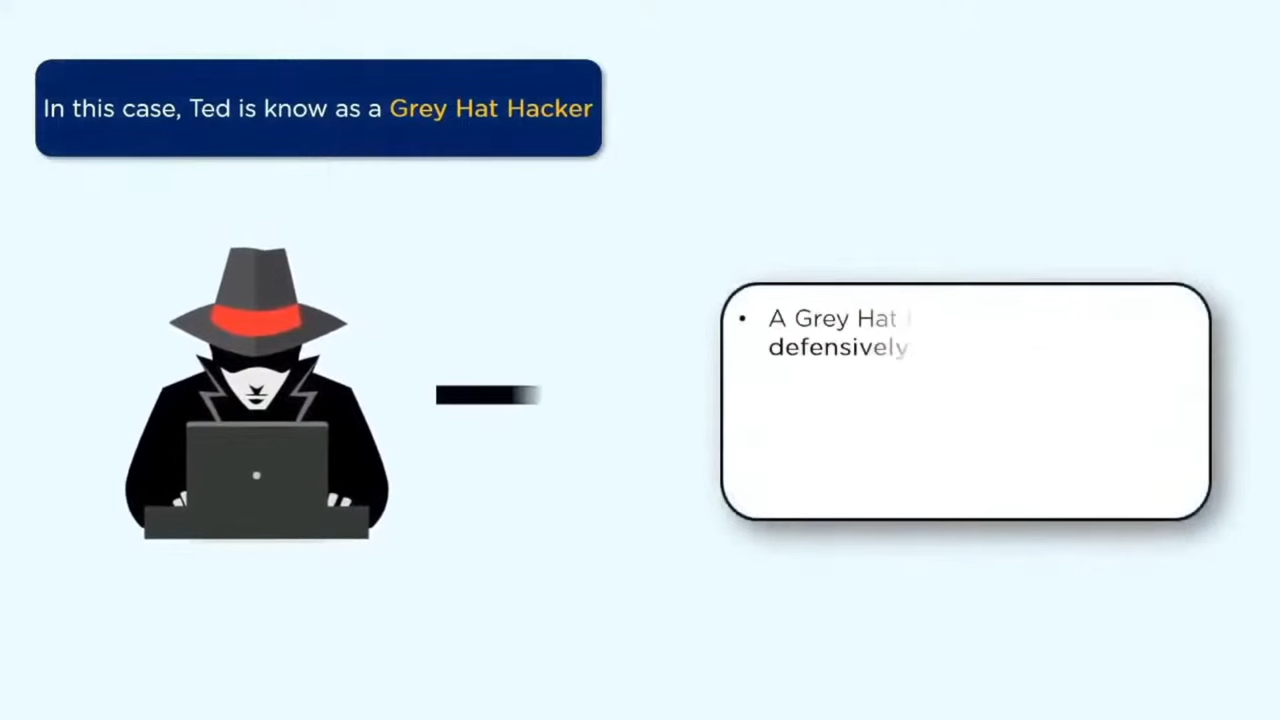 In this case, Ted is know as a Grey Hat Hacker
• A Grey Hat
defensively